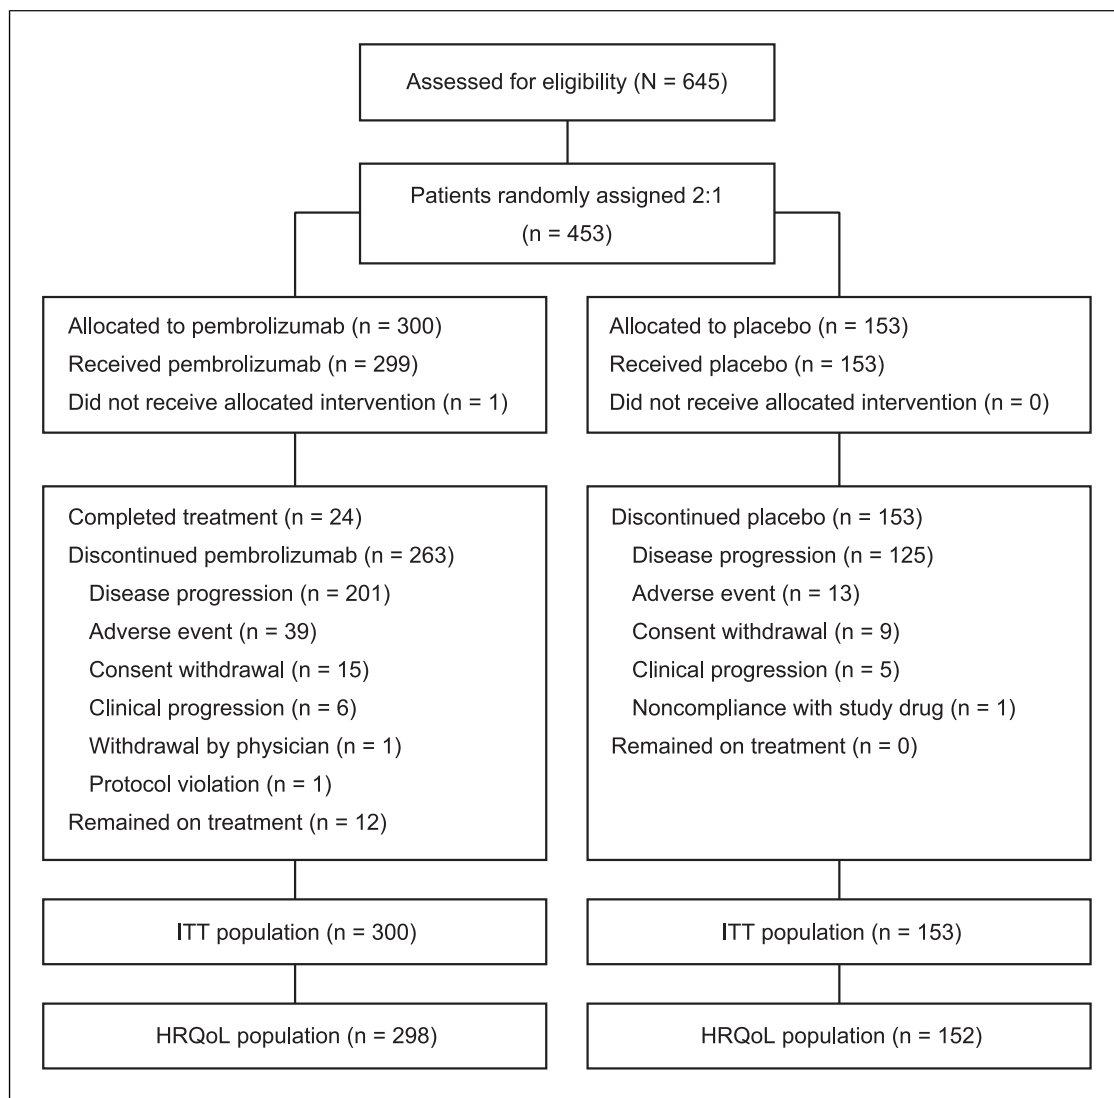 Assessed for eligibility (N = 645)
Patients randomly assigned 2:1
(n = 453)
Allocated to pembrolizumab (n = 300)
Received pembrolizumab (n = 299)
Did not receive allocated intervention (n = 1)
Allocated to placebo (n = 153)
Received placebo (n = 153)
Did not receive allocated intervention (n = 0)
Completed treatment (n = 24)
Discontinued pembrolizumab (n = 263)
Disease progression (n = 201)
Adverse event (n = 39)
Consent withdrawal (n = 15)
Clinical progression (n = 6)
Withdrawal by physician (n = 1)
Protocol violation (n = 1)
Remained on treatment (n = 12)
Discontinued placebo (n = 153)
Disease progression (n = 125)
Adverse event (n = 13)
Consent withdrawal (n = 9)
Clinical progression (n = 5)
Noncompliance with study drug (n = 1)
Remained on treatment (n = 0)
ITT population (n = 300)
ITT population (n = 153)
HRQoL population (n = 298)
HRQoL population (n = 152)